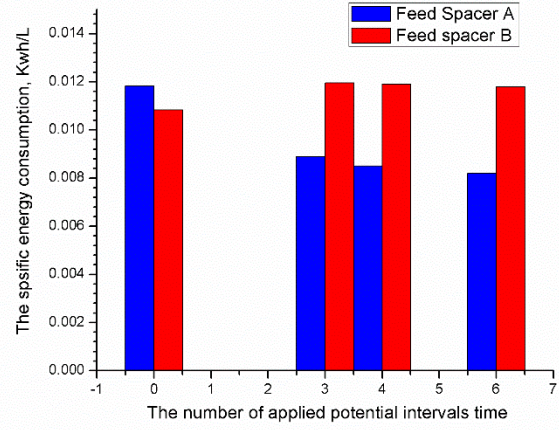 Feed Spacer A
Feed spacer B
The spsific energy consumption, Kwh/L
0.014
0.012
0.010
0.008
0.006
0.004
0.002
0.000
-1 0 1 2 3 4 5 6 7
The number of applied potential intervals time